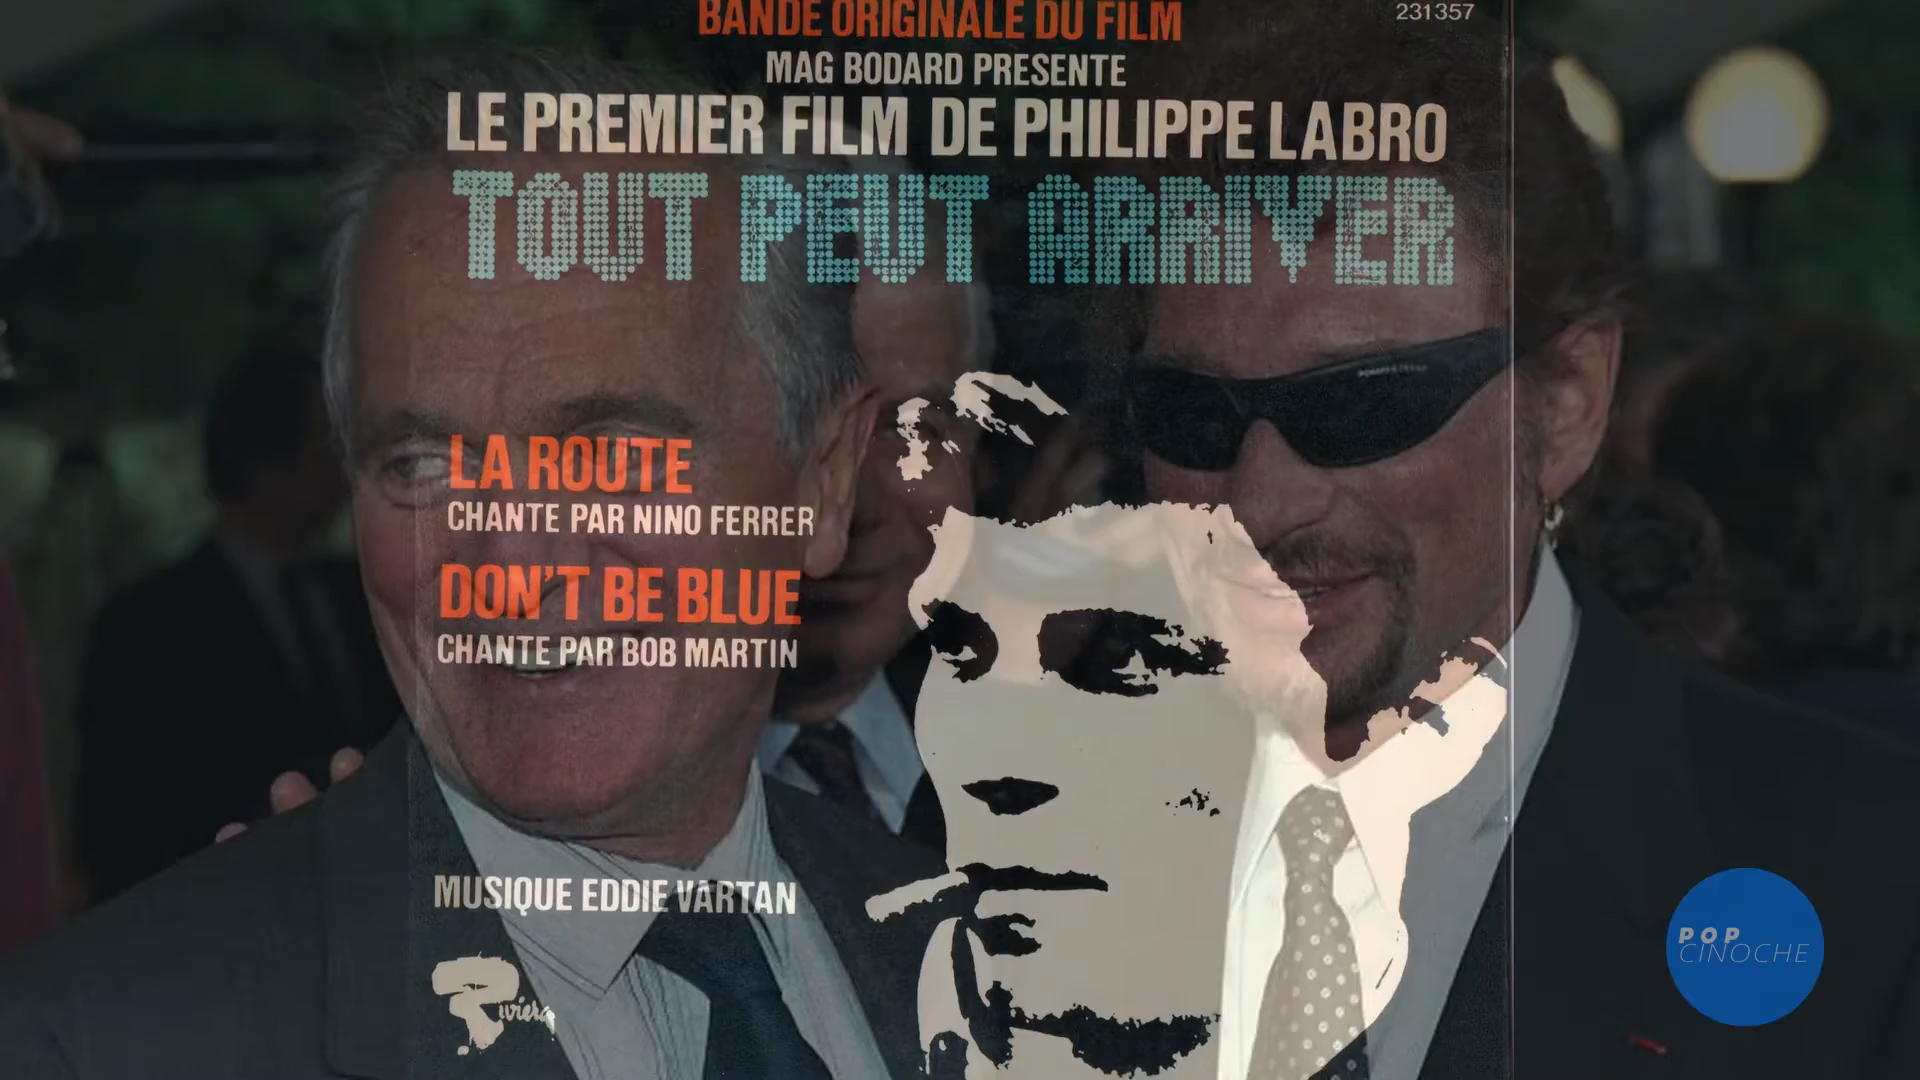 BANDE ORIGINALE DU FILM
231357
MAG BODARD PRESENTE
LE PREMIER FILM DE PHILIPPE LABRO
TOUT PEUT ARRIVER
LA ROUTE
CHANTE PAR NINO FERRER
DON'T BE BLUE
CHANTE PAR BOB MARTIN
MUSIQUE EDDIE VARTAN
Riviera
POP
CINOCHE